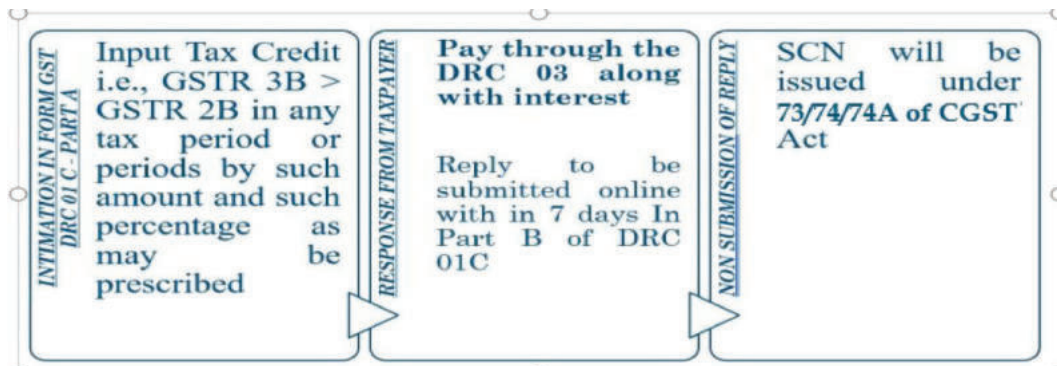 INTIMATION IN FORM GST
DRC 01 C - PART A
Input Tax Credit
i.e., GSTR 3B >
GSTR 2B in any
tax period or
periods by such
amount and such
percentage as
may be
prescribed
RESPONSE FROM TAXPAYER
Pay through the
DRC 03 along
with interest
Reply to be
submitted online
with in 7 days In
Part B of DRC
01C
NON SUBMISSION OF REPLY
SCN will be
issued under
73/74/74A of CGST
Act